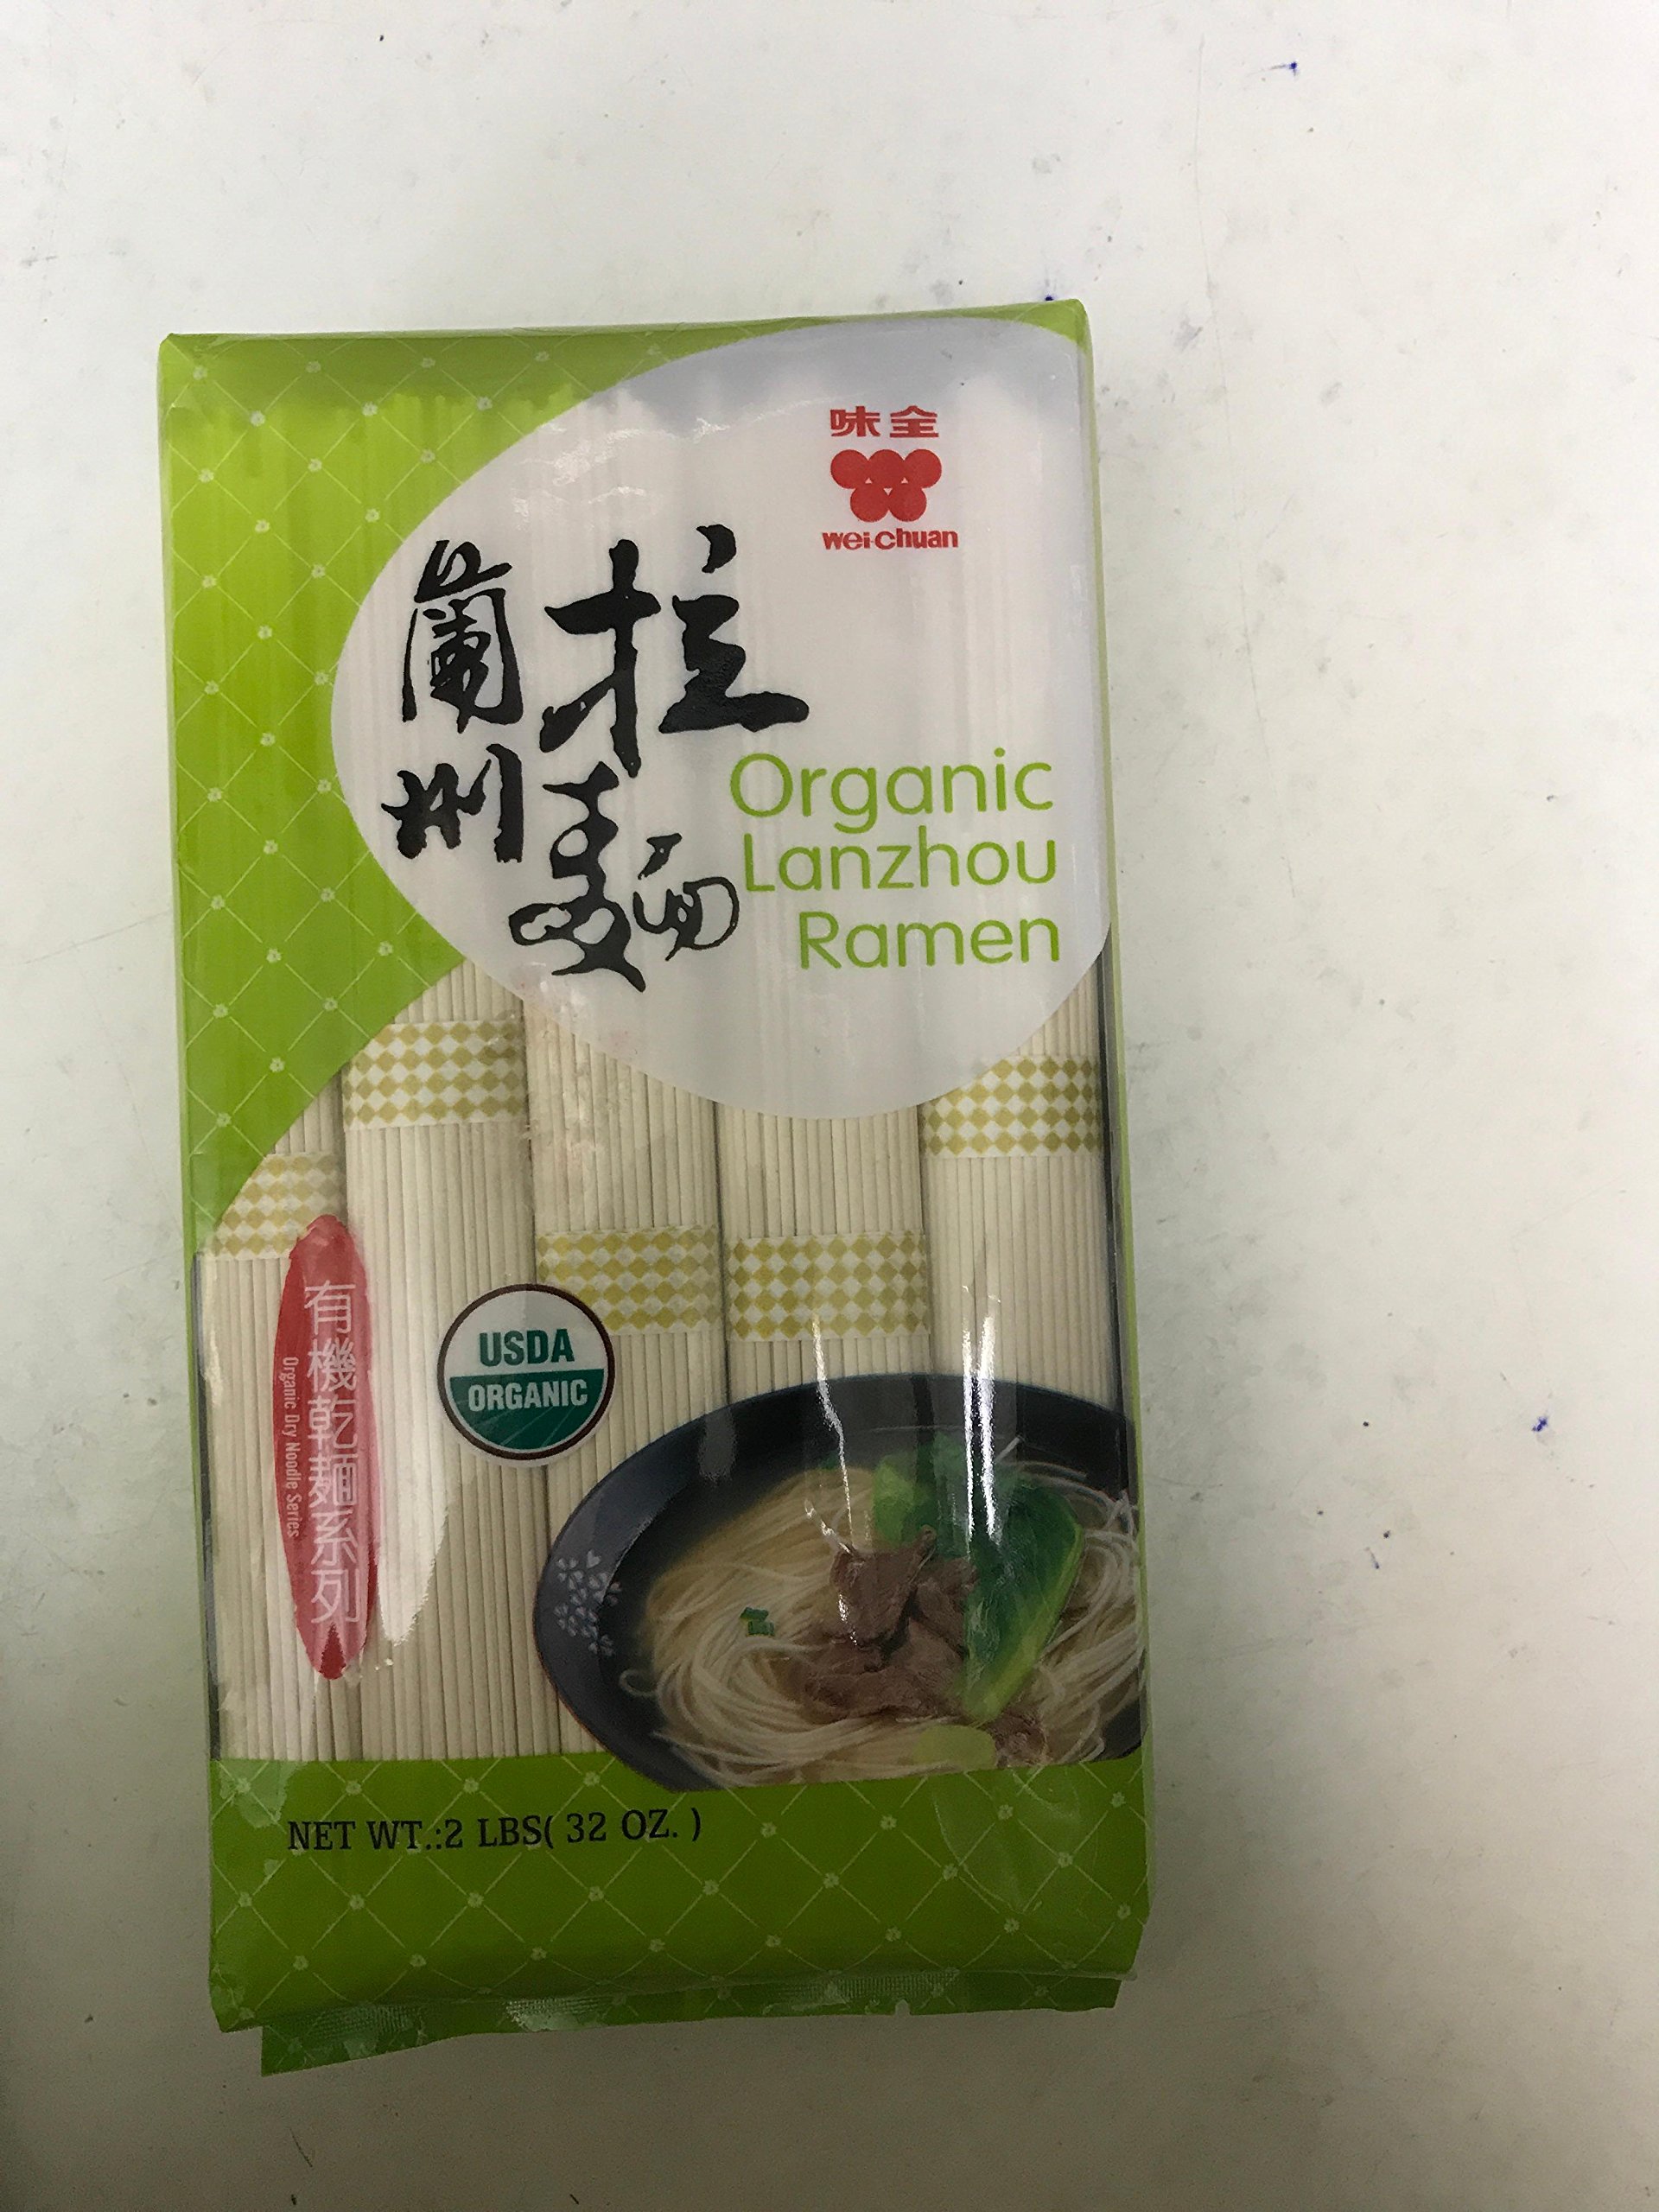 味全
wei-chuan
蘭州
拉麵
Organic
Lanzhou
Ramen
有機乾麵系列
Organic Dry Noodle Series
USDA
ORGANIC
NET WT.:2 LBS( 32 OZ. )